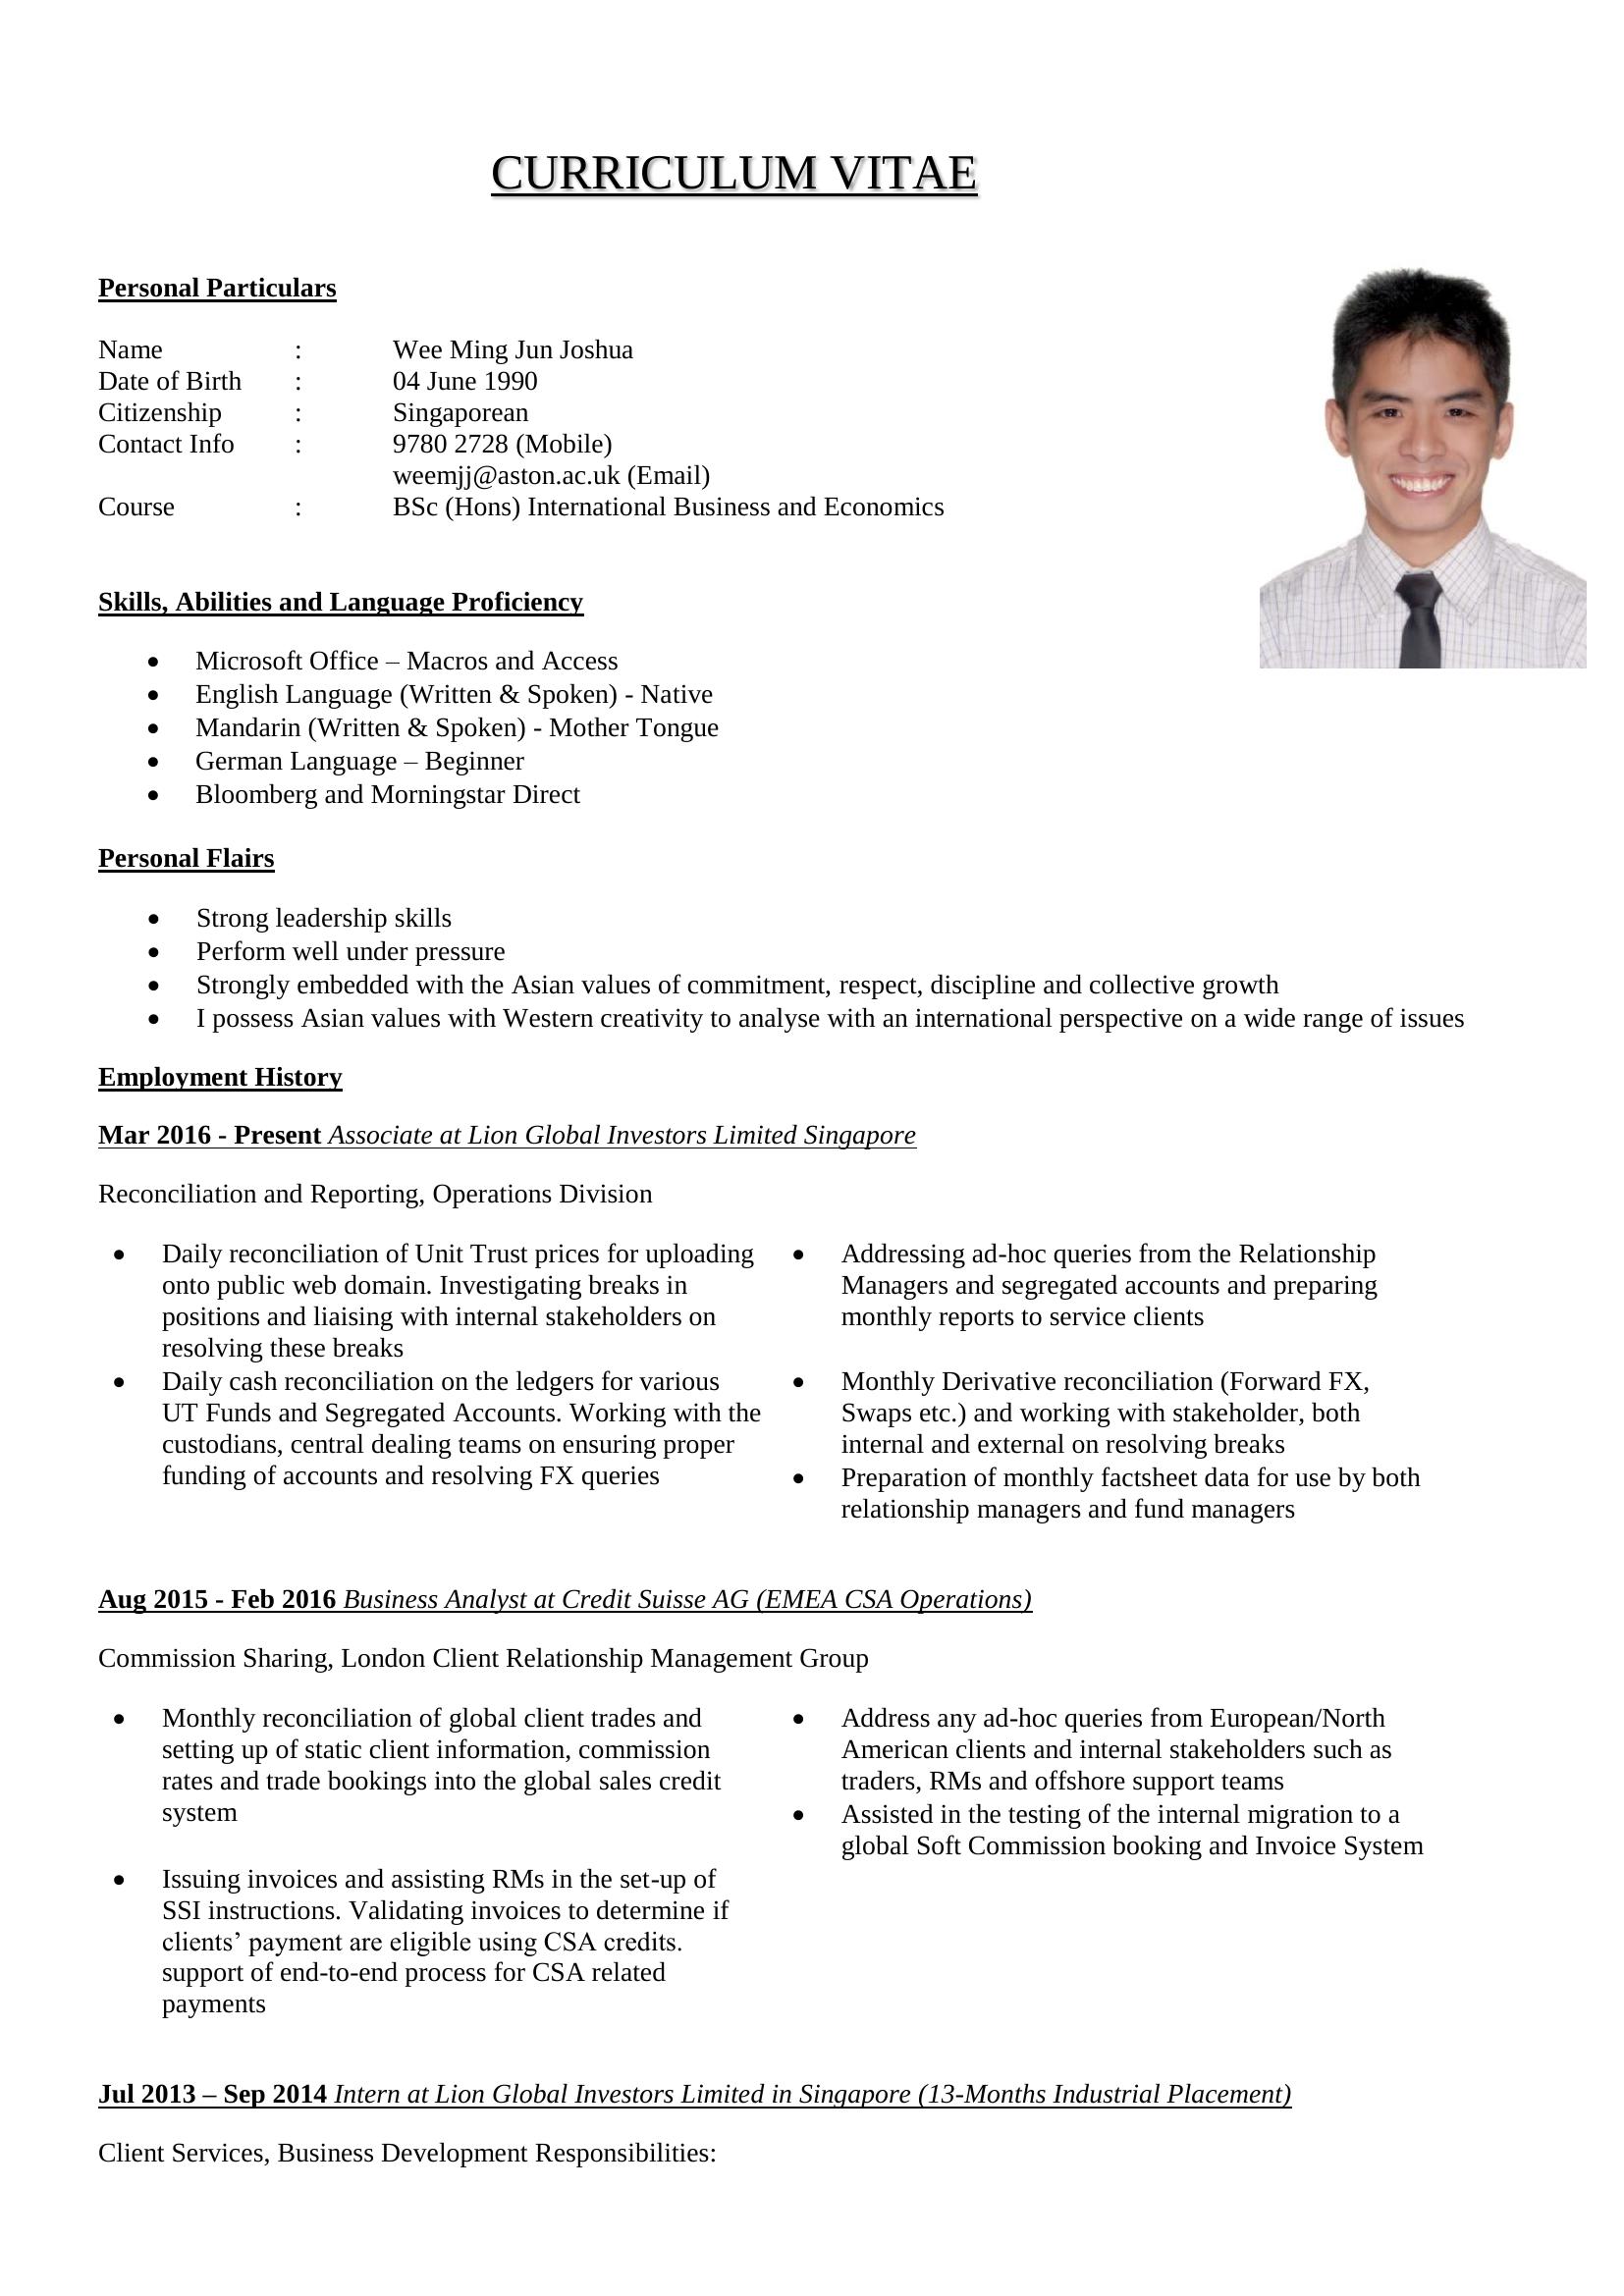 CURRICULUM VITAE
Personal Particulars
Name : Wee Ming Jun Joshua
Date of Birth : 04 June 1990
Citizenship : Singaporean
Contact Info : 9780 2728 (Mobile)
weemjj@aston.ac.uk (Email)
Course : BSc (Hons) International Business and Economics
Skills, Abilities and Language Proficiency
• Microsoft Office – Macros and Access
• English Language (Written & Spoken) - Native
• Mandarin (Written & Spoken) - Mother Tongue
• German Language – Beginner
• Bloomberg and Morningstar Direct
Personal Flairs
• Strong leadership skills
• Perform well under pressure
• Strongly embedded with the Asian values of commitment, respect, discipline and collective growth
• I possess Asian values with Western creativity to analyse with an international perspective on a wide range of issues
Employment History
Mar 2016 - Present Associate at Lion Global Investors Limited Singapore
Reconciliation and Reporting, Operations Division
• Daily reconciliation of Unit Trust prices for uploading
onto public web domain. Investigating breaks in
positions and liaising with internal stakeholders on
resolving these breaks
• Daily cash reconciliation on the ledgers for various
UT Funds and Segregated Accounts. Working with the
custodians, central dealing teams on ensuring proper
funding of accounts and resolving FX queries
• Addressing ad-hoc queries from the Relationship
Managers and segregated accounts and preparing
monthly reports to service clients
• Monthly Derivative reconciliation (Forward FX,
Swaps etc.) and working with stakeholder, both
internal and external on resolving breaks
• Preparation of monthly factsheet data for use by both
relationship managers and fund managers
Aug 2015 - Feb 2016 Business Analyst at Credit Suisse AG (EMEA CSA Operations)
Commission Sharing, London Client Relationship Management Group
• Monthly reconciliation of global client trades and
setting up of static client information, commission
rates and trade bookings into the global sales credit
system
• Issuing invoices and assisting RMs in the set-up of
SSI instructions. Validating invoices to determine if
clients’ payment are eligible using CSA credits.
support of end-to-end process for CSA related
payments
• Address any ad-hoc queries from European/North
American clients and internal stakeholders such as
traders, RMs and offshore support teams
• Assisted in the testing of the internal migration to a
global Soft Commission booking and Invoice System
Jul 2013 – Sep 2014 Intern at Lion Global Investors Limited in Singapore (13-Months Industrial Placement)
Client Services, Business Development Responsibilities: